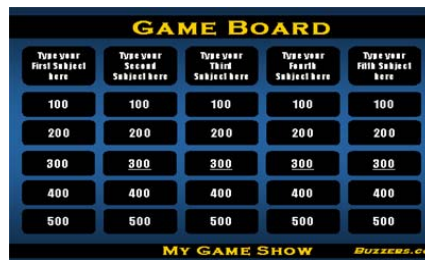 GAME BOARD
Type your First Subject here
Type your Second Subject here
Type your Third Subject here
Type your Fourth Subject here
Type your Fifth Subject here
100 100 100 100 100
200 200 200 200 200
300 300 300 300 300
400 400 400 400 400
500 500 500 500 500
MY GAME SHOW
BUZZERS.C